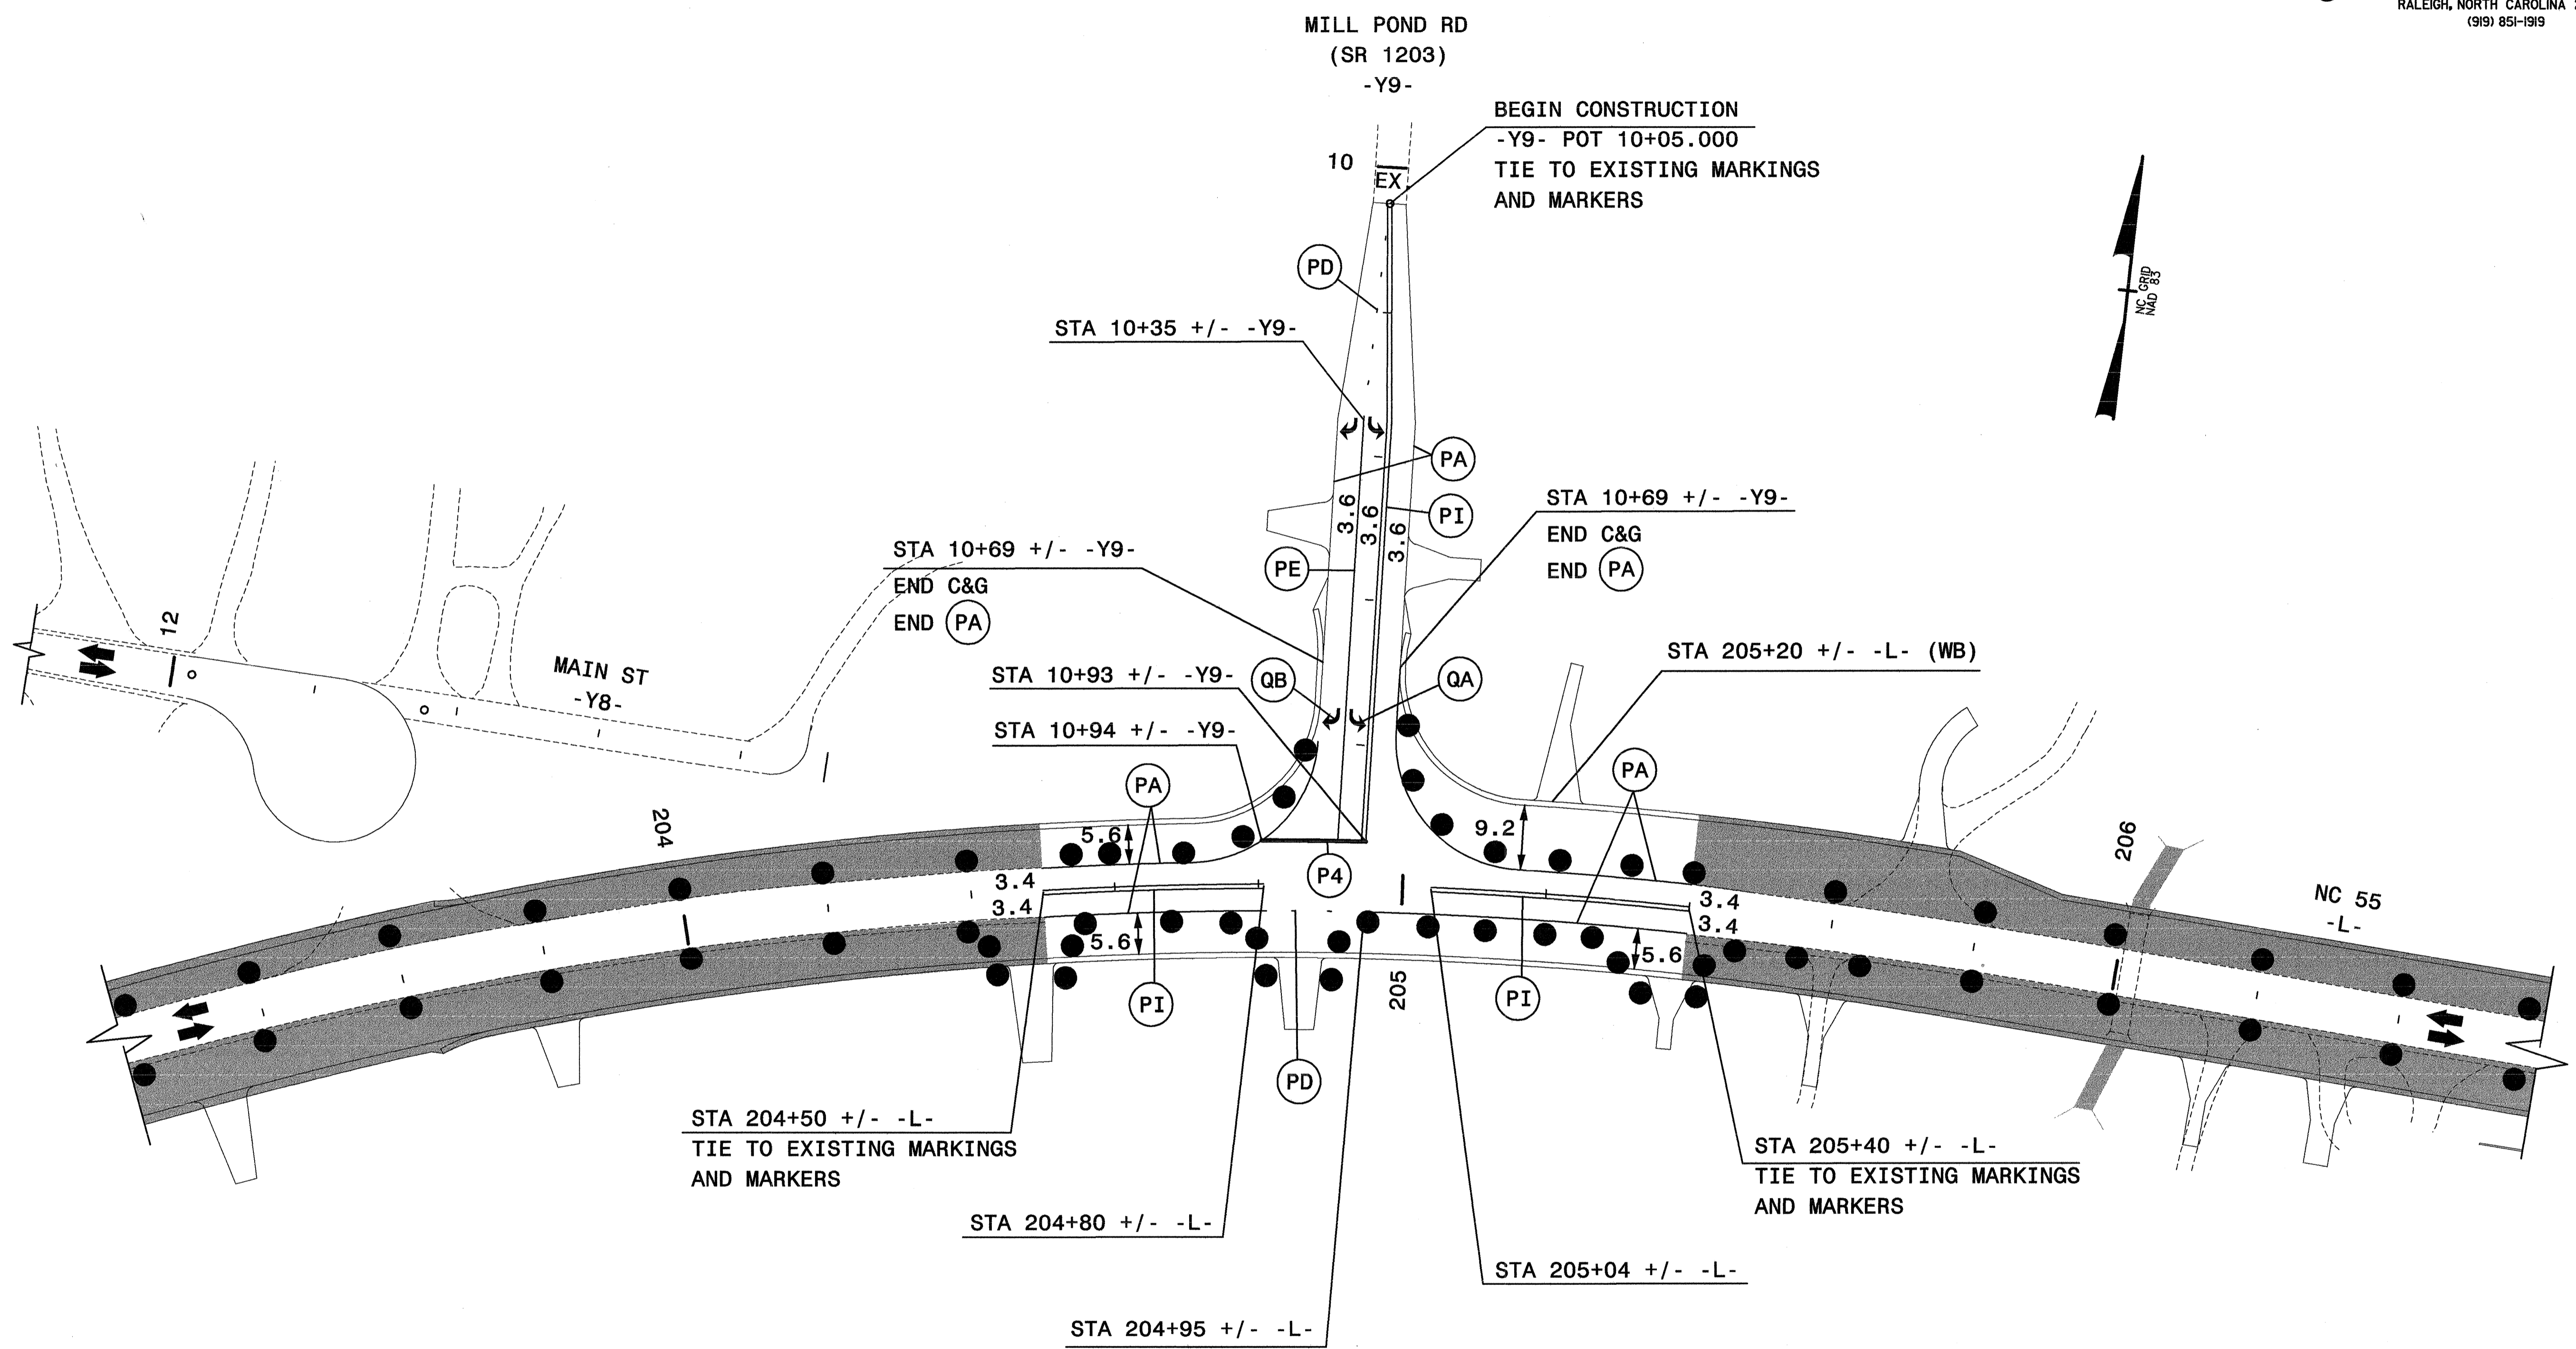 RALEIGH, NORTH CAROLINA
(919) 851-1919
MILL POND RD
(SR 1203)
-Y9-
BEGIN CONSTRUCTION
-Y9- POT 10+05.000
TIE TO EXISTING MARKINGS
AND MARKERS
10
EX.
NC GRID
NAD 83
PD
STA 10+35 +/- -Y9-
PA
PI
3.6
3.6
3.6
PE
STA 10+69 +/- -Y9-
END C&G
END PA
STA 10+69 +/- -Y9-
END C&G
END PA
12
MAIN ST
-Y8-
STA 10+93 +/- -Y9-
QB
QA
STA 205+20 +/- -L- (WB)
STA 10+94 +/- -Y9-
PA
PA
204
5.6
9.2
206
P4
3.4
3.4
3.4
3.4
NC 55
-L-
5.6
5.6
205
PI
PI
PD
STA 204+50 +/- -L-
TIE TO EXISTING MARKINGS
AND MARKERS
STA 205+40 +/- -L-
TIE TO EXISTING MARKINGS
AND MARKERS
STA 204+80 +/- -L-
STA 205+04 +/- -L-
STA 204+95 +/- -L-